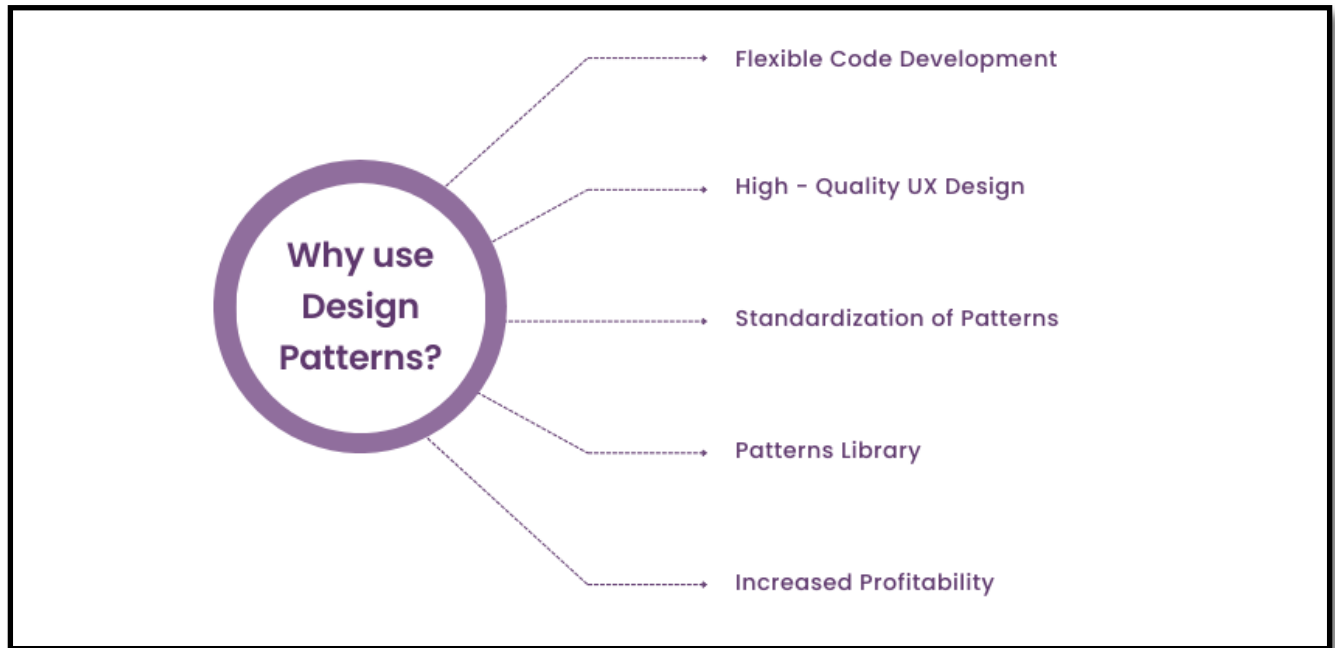 Why use
Design
Patterns?
Flexible Code Development
High - Quality UX Design
Standardization of Patterns
Patterns Library
Increased Profitability